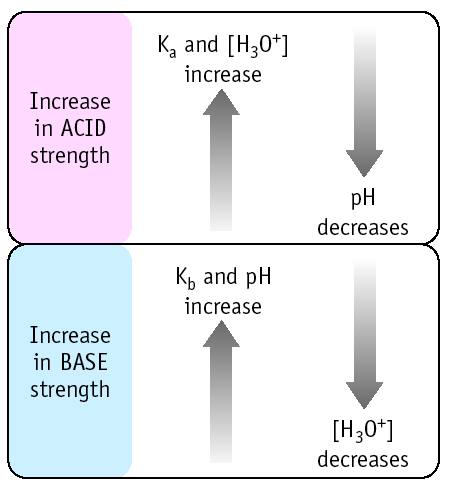 Increase
in ACID
strength
Kₐ and [H₃O⁺]
increase
pH
decreases
Increase
in BASE
strength
K_b and pH
increase
[H₃O⁺]
decreases